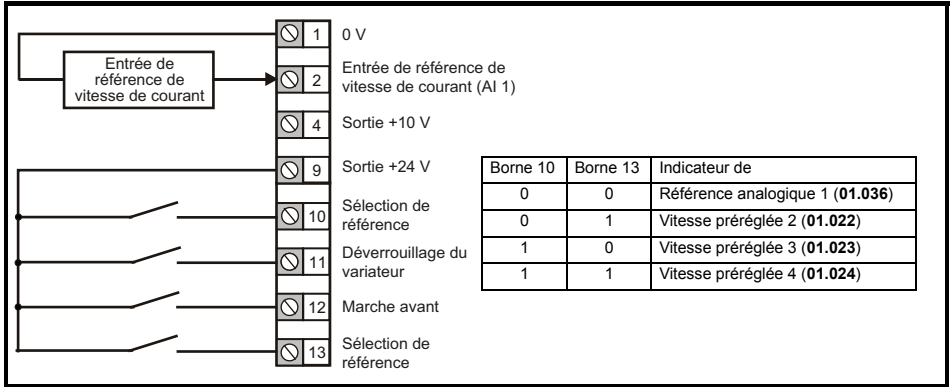 Entrée de
référence de
vitesse de courant
1
0 V
2
Entrée de référence de
vitesse de courant (AI 1)
4
Sortie +10 V
9
Sortie +24 V
10
Sélection de
référence
11
Déverrouillage du
variateur
12
Marche avant
13
Sélection de
référence
Borne 10 Borne 13 Indicateur de
0 0 Référence analogique 1 (01.036)
0 1 Vitesse préréglée 2 (01.022)
1 0 Vitesse préréglée 3 (01.023)
1 1 Vitesse préréglée 4 (01.024)